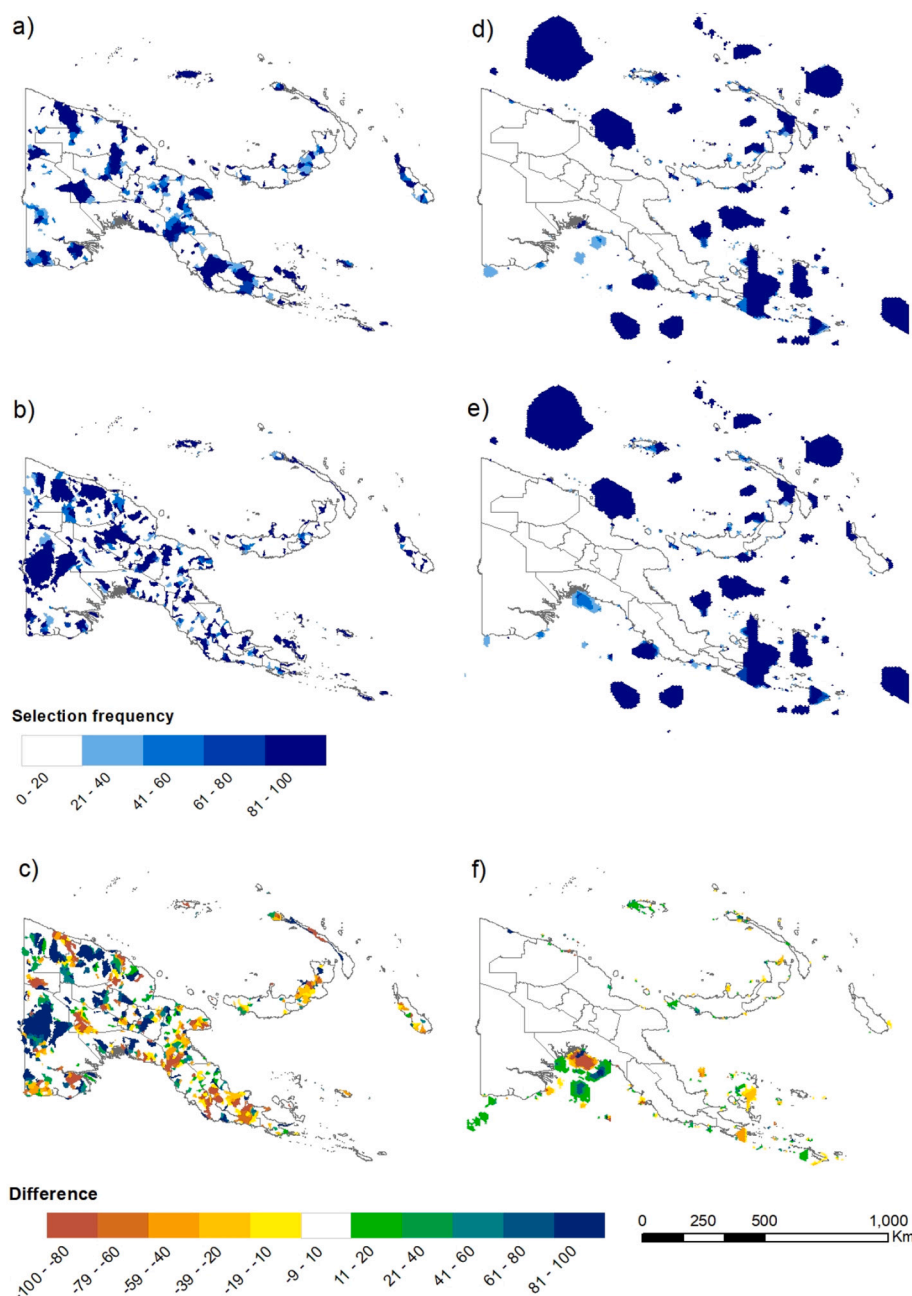 a)
d)
b)
e)
Selection frequency
0 - 20
21 - 40
41 - 60
61 - 80
81 - 100
c)
f)
Difference
-100 - -80
-79 - -60
-59 - -40
-39 - -20
-19 - -10
-9 - 10
11 - 20
21 - 40
41 - 60
61 - 80
81 - 100
0 250 500 1,000
Km